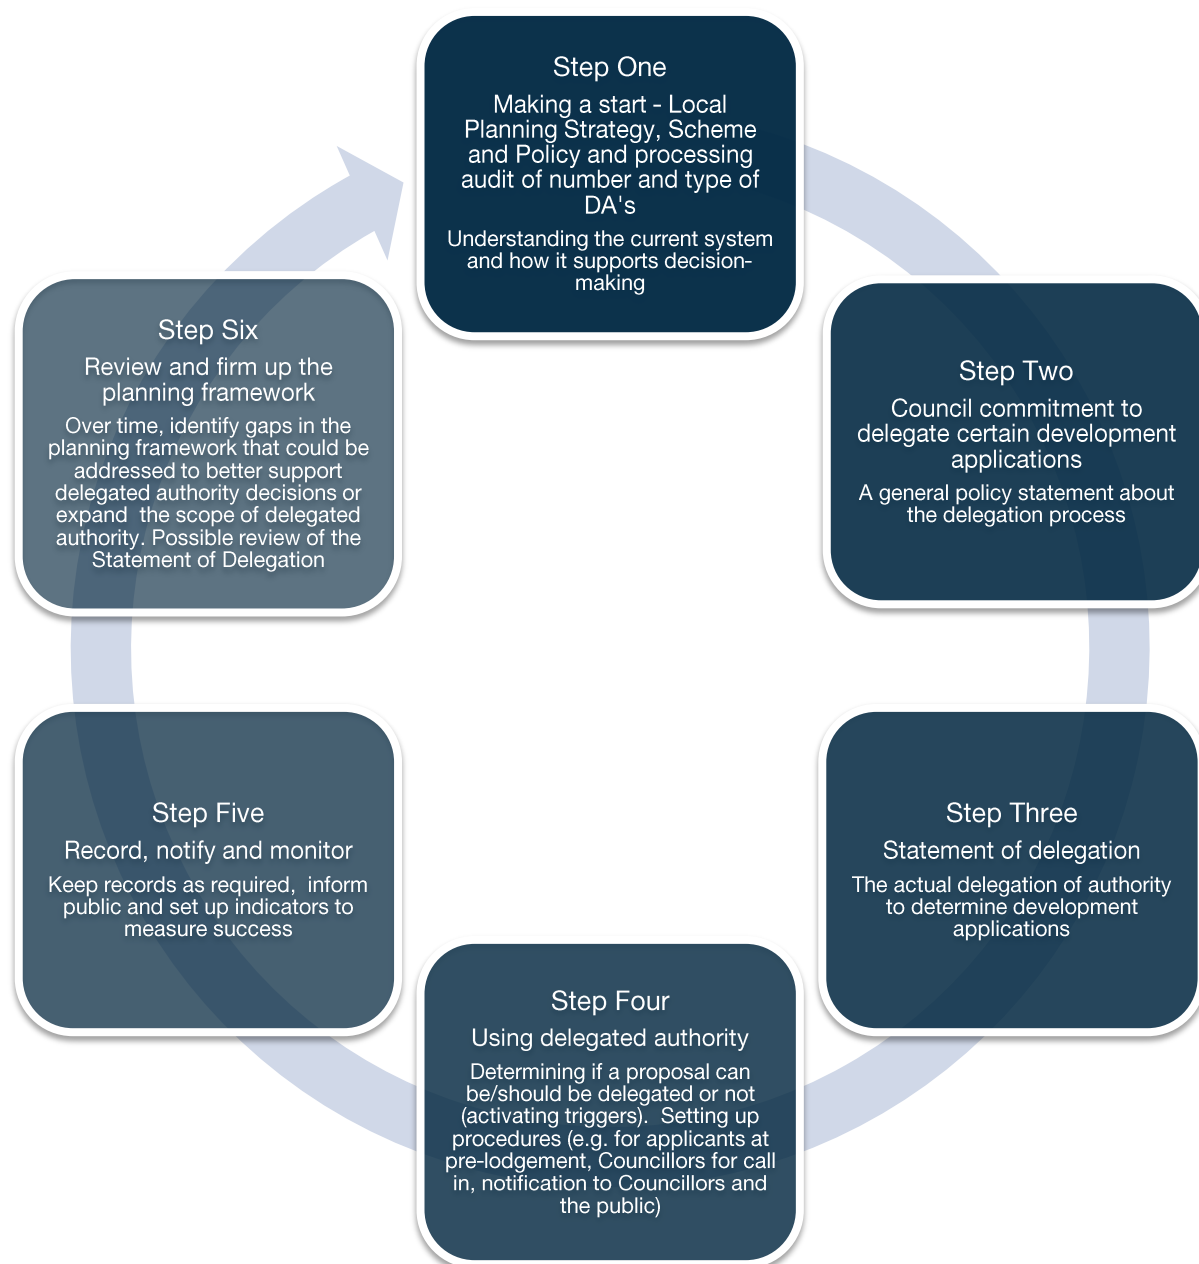 Step One
Making a start - Local
Planning Strategy, Scheme
and Policy and processing
audit of number and type of
DA's
Understanding the current system
and how it supports decision-
making
Step Two
Council commitment to
delegate certain development
applications
A general policy statement about
the delegation process
Step Three
Statement of delegation
The actual delegation of authority
to determine development
applications
Step Four
Using delegated authority
Determining if a proposal can
be/should be delegated or not
(activating triggers).  Setting up
procedures (e.g. for applicants at
pre-lodgement, Councillors for call
in, notification to Councillors and
the public)
Step Five
Record, notify and monitor
Keep records as required,  inform
public and set up indicators to
measure success
Step Six
Review and firm up the
planning framework
Over time, identify gaps in the
planning framework that could be
addressed to better support
delegated authority decisions or
expand  the scope of delegated
authority. Possible review of the
Statement of Delegation